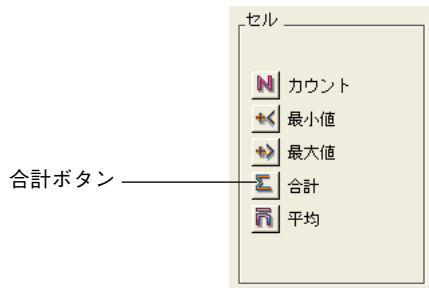 セル
N カウント
+< 最小値
+> 最大値
合計ボタン
Σ 合計
n 平均